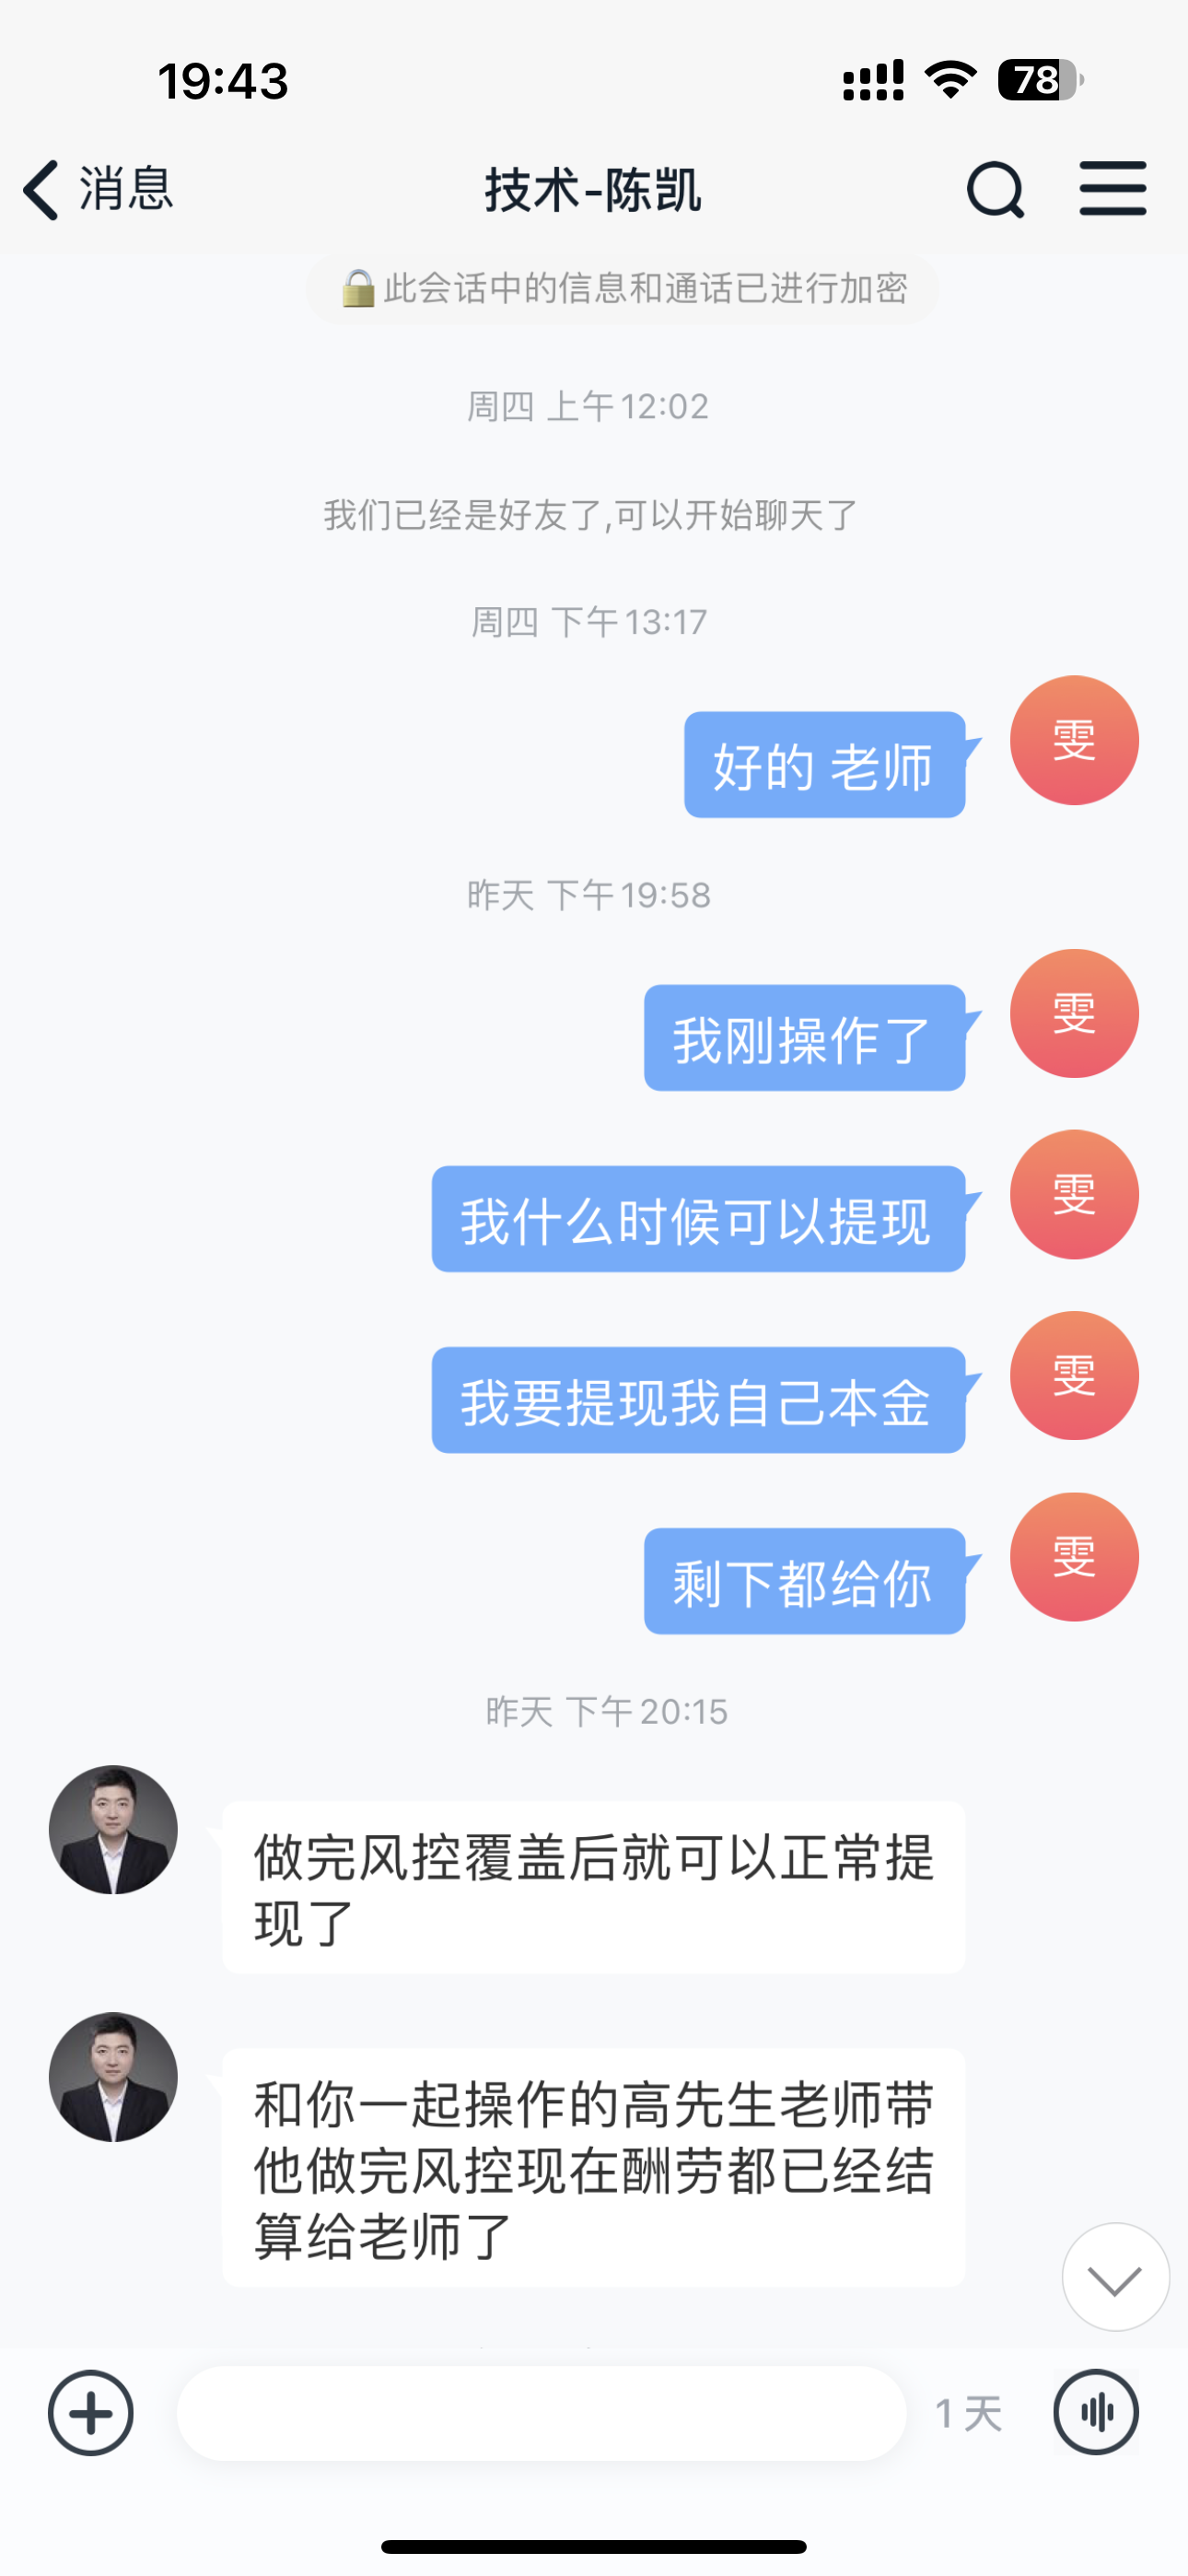 19:43
78
消息
技术-陈凯
此会话中的信息和通话已进行加密
周四 上午12:02
我们已经是好友了,可以开始聊天了
周四 下午13:17
好的 老师
雯
昨天 下午19:58
我刚操作了
雯
我什么时候可以提现
雯
我要提现我自己本金
雯
剩下都给你
雯
昨天 下午20:15
做完风控覆盖后就可以正常提
现了
和你一起操作的高先生老师带
他做完风控现在酬劳都已经结
算给老师了
1 天